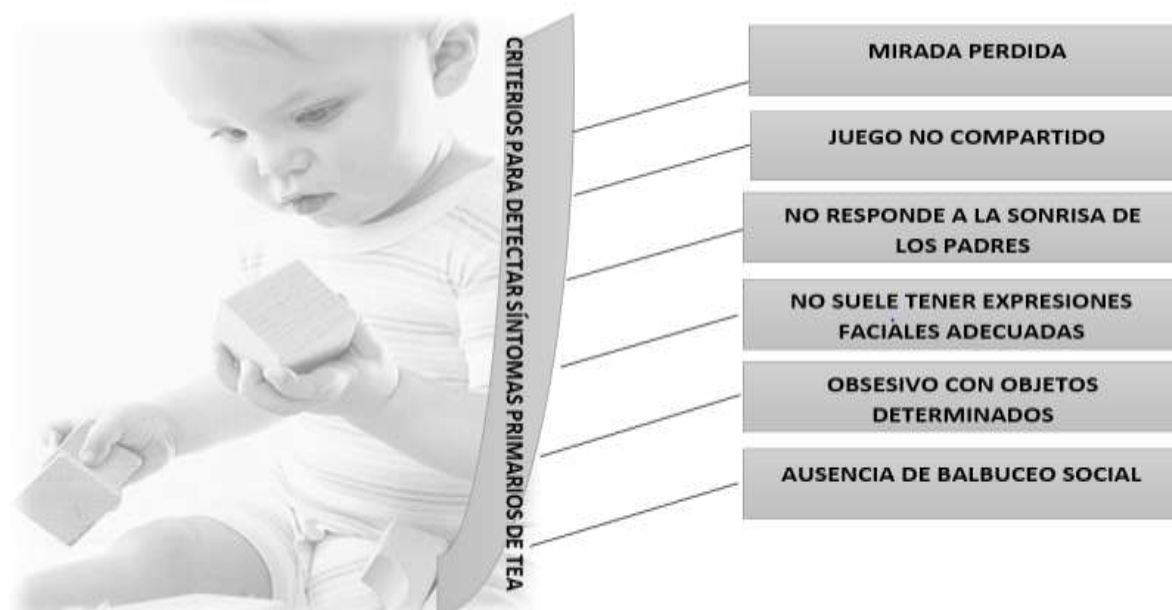 CRITERIOS PARA DETECTAR SÍNTOMAS PRIMARIOS DE TEA
MIRADA PERDIDA
JUEGO NO COMPARTIDO
NO RESPONDE A LA SONRISA DE
LOS PADRES
NO SUELE TENER EXPRESIONES
FACIALES ADECUADAS
OBSESIVO CON OBJETOS
DETERMINADOS
AUSENCIA DE BALBUCEO SOCIAL